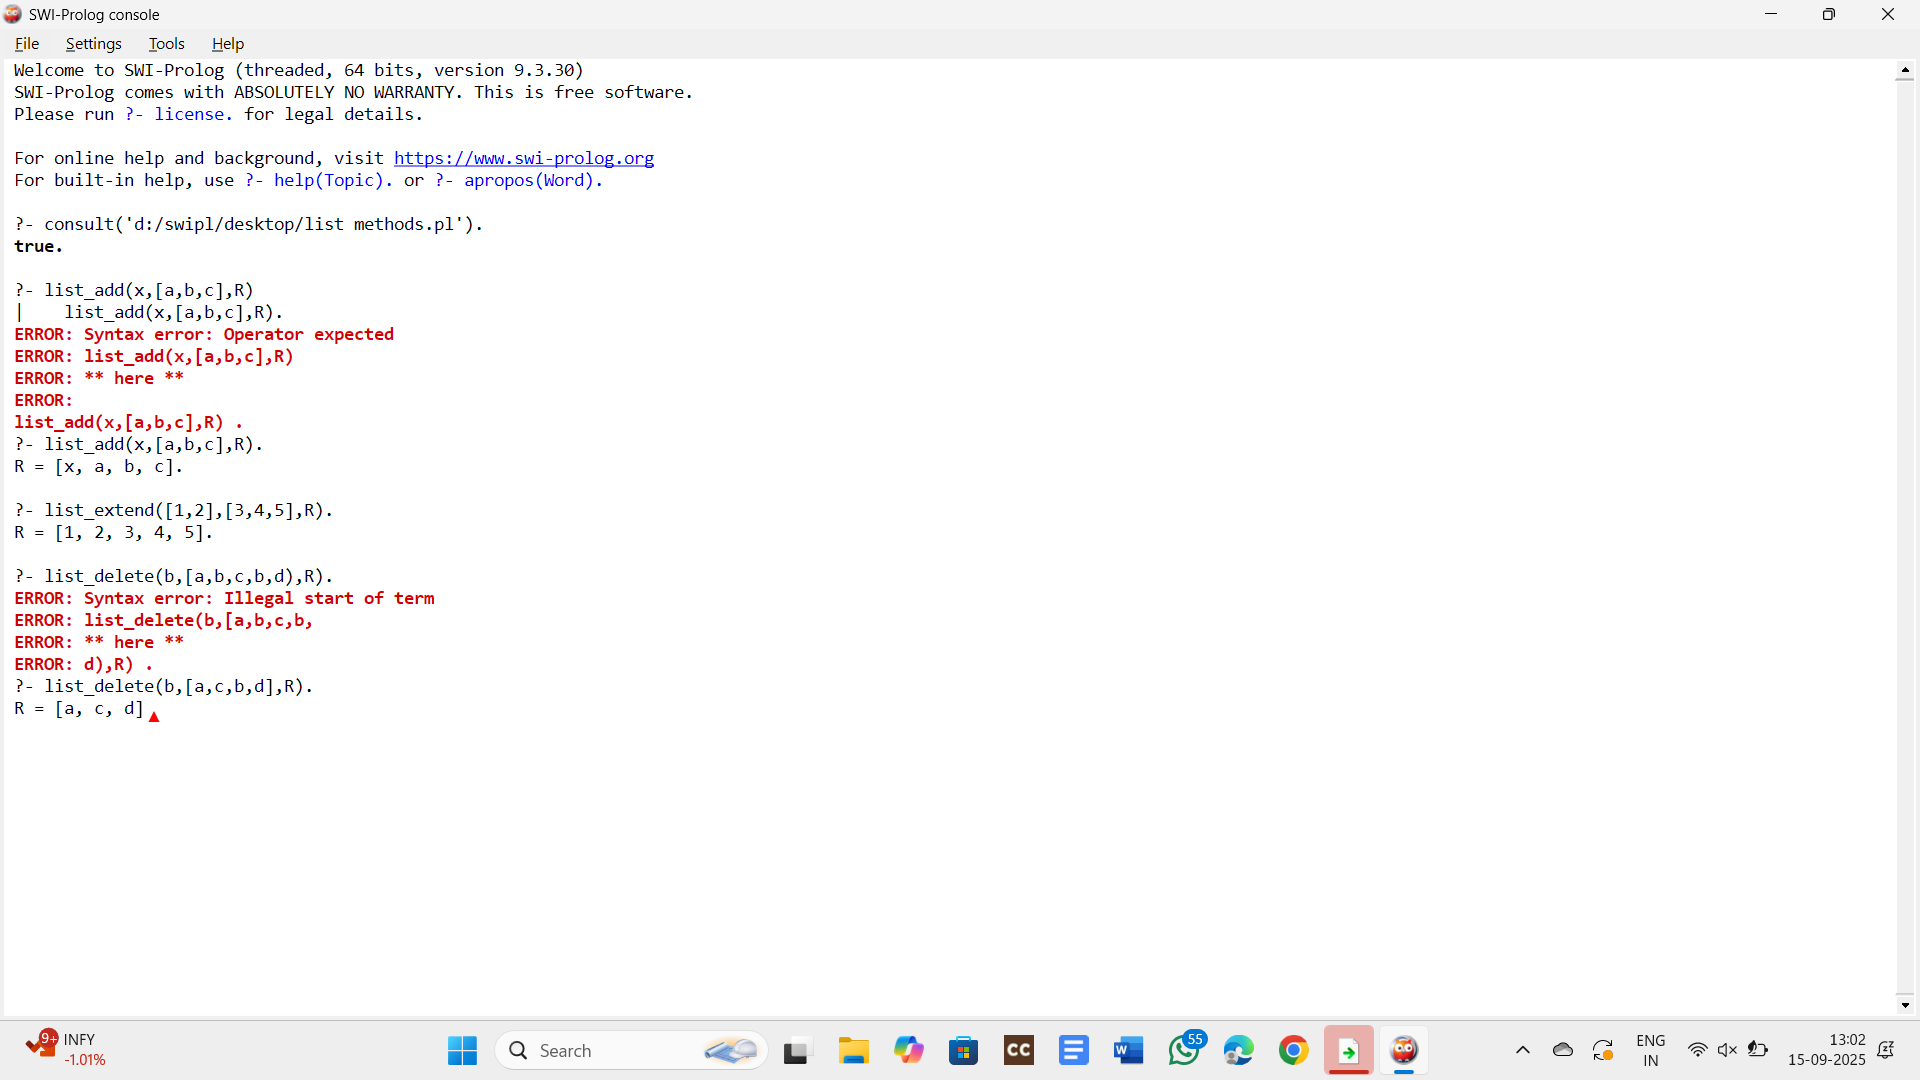 SWI-Prolog console
File Settings Tools Help
Welcome to SWI-Prolog (threaded, 64 bits, version 9.3.30)
SWI-Prolog comes with ABSOLUTELY NO WARRANTY. This is free software.
Please run ?- license. for legal details.
For online help and background, visit https://www.swi-prolog.org
For built-in help, use ?- help(Topic). or ?- apropos(Word).
?- consult('d:/swipl/desktop/list methods.pl').
true.
?- list_add(x,[a,b,c],R)
|    list_add(x,[a,b,c],R).
ERROR: Syntax error: Operator expected
ERROR: list_add(x,[a,b,c],R)
ERROR: ** here **
ERROR:
list_add(x,[a,b,c],R) .
?- list_add(x,[a,b,c],R).
R = [x, a, b, c].
?- list_extend([1,2],[3,4,5],R).
R = [1, 2, 3, 4, 5].
?- list_delete(b,[a,b,c,b,d),R).
ERROR: Syntax error: Illegal start of term
ERROR: list_delete(b,[a,b,c,b,
ERROR: ** here **
ERROR: d),R) .
?- list_delete(b,[a,c,b,d],R).
R = [a, c, d]
9+ INFY
-1.01%
Search
CC
W
55
ENG
IN
13:02
15-09-2025